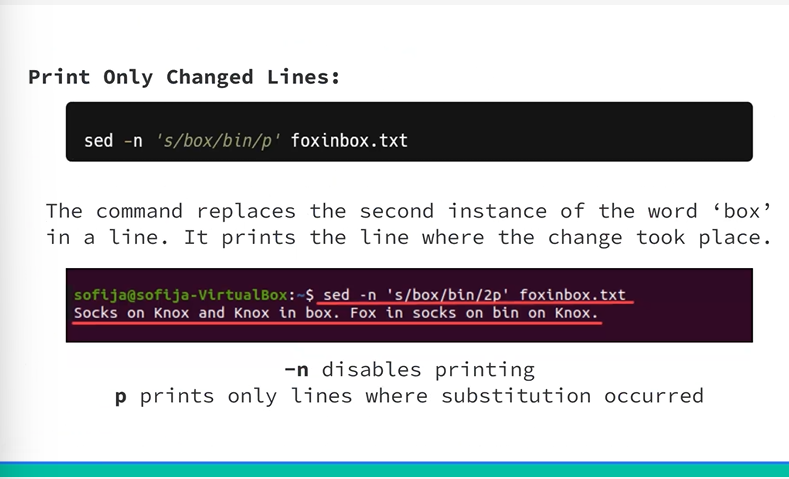 Print Only Changed Lines:
sed -n 's/box/bin/p' foxinbox.txt
The command replaces the second instance of the word ‘box’
in a line. It prints the line where the change took place.
sofija@sofija-VirtualBox:~$ sed -n 's/box/bin/2p' foxinbox.txt
Socks on Knox and Knox in box. Fox in socks on bin on Knox.
-n disables printing
p prints only lines where substitution occurred